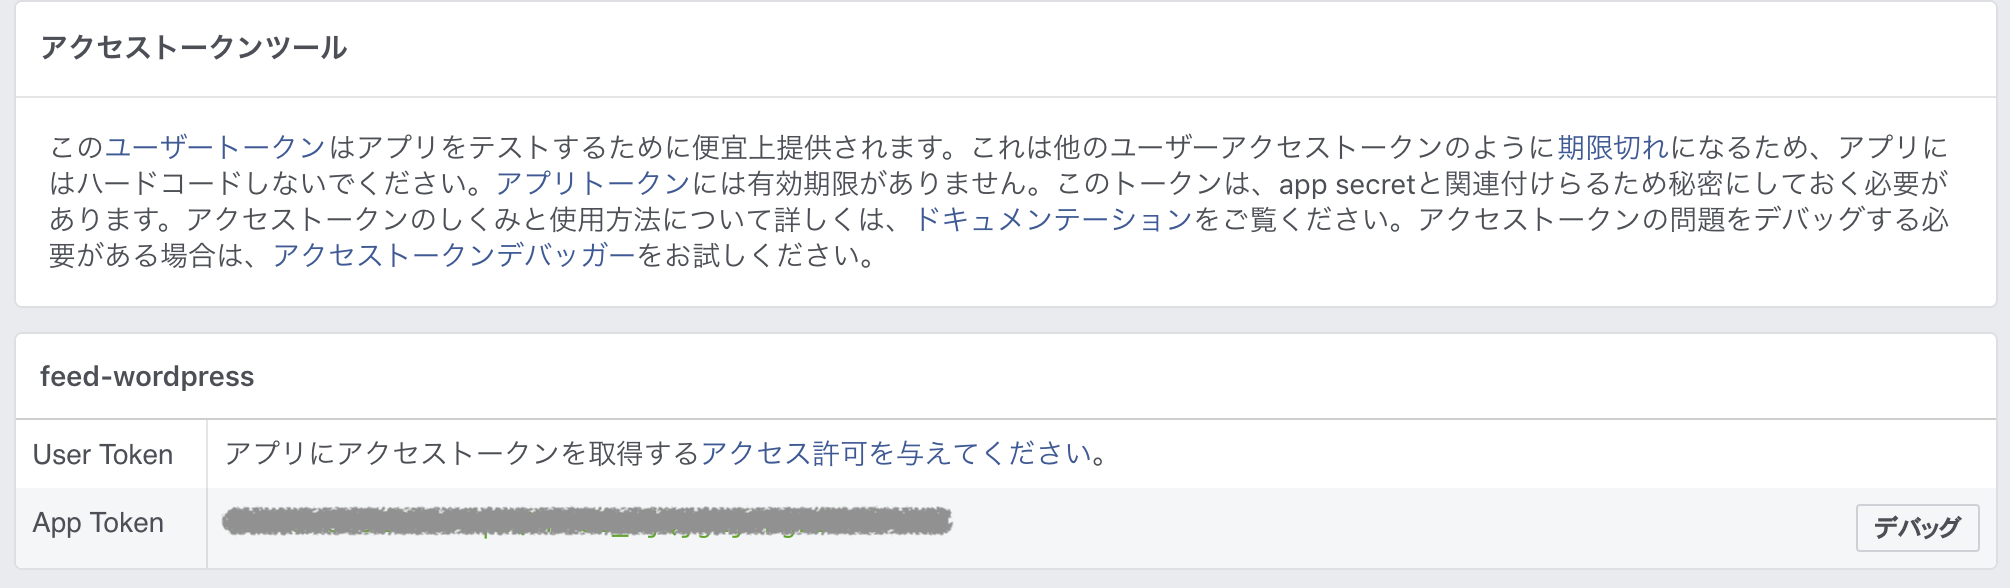 アクセストークンツール
このユーザートークンはアプリをテストするために便宜上提供されます。これは他のユーザーアクセストークンのように期限切れになるため、アプリに
はハードコードしないでください。アプリトークンには有効期限がありません。このトークンは、app secretと関連付けらるため秘密にしておく必要が
あります。アクセストークンのしくみと使用方法について詳しくは、ドキュメンテーションをご覧ください。アクセストークンの問題をデバッグする必
要がある場合は、アクセストークンデバッガーをお試しください。
feed-wordpress
User Token アプリにアクセストークンを取得するアクセス許可を与えてください。
App Token デバッグ